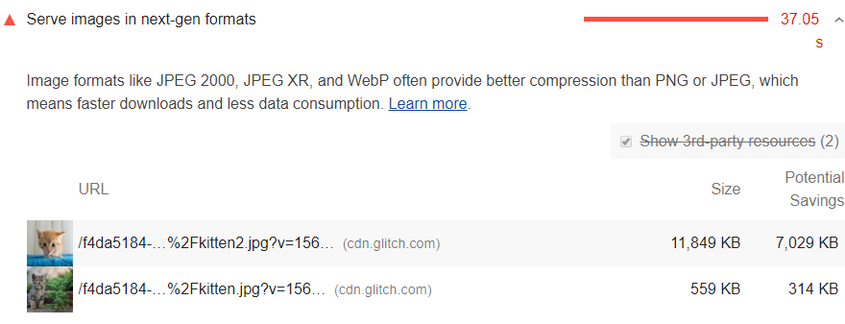 Serve images in next-gen formats 37.05 s
Image formats like JPEG 2000, JPEG XR, and WebP often provide better compression than PNG or JPEG, which
means faster downloads and less data consumption. Learn more.
Show 3rd-party resources (2)
URL Size Potential Savings
/f4da5184-…%2Fkitten2.jpg?v=156… (cdn.glitch.com) 11,849 KB 7,029 KB
/f4da5184-…%2Fkitten.jpg?v=156… (cdn.glitch.com) 559 KB 314 KB